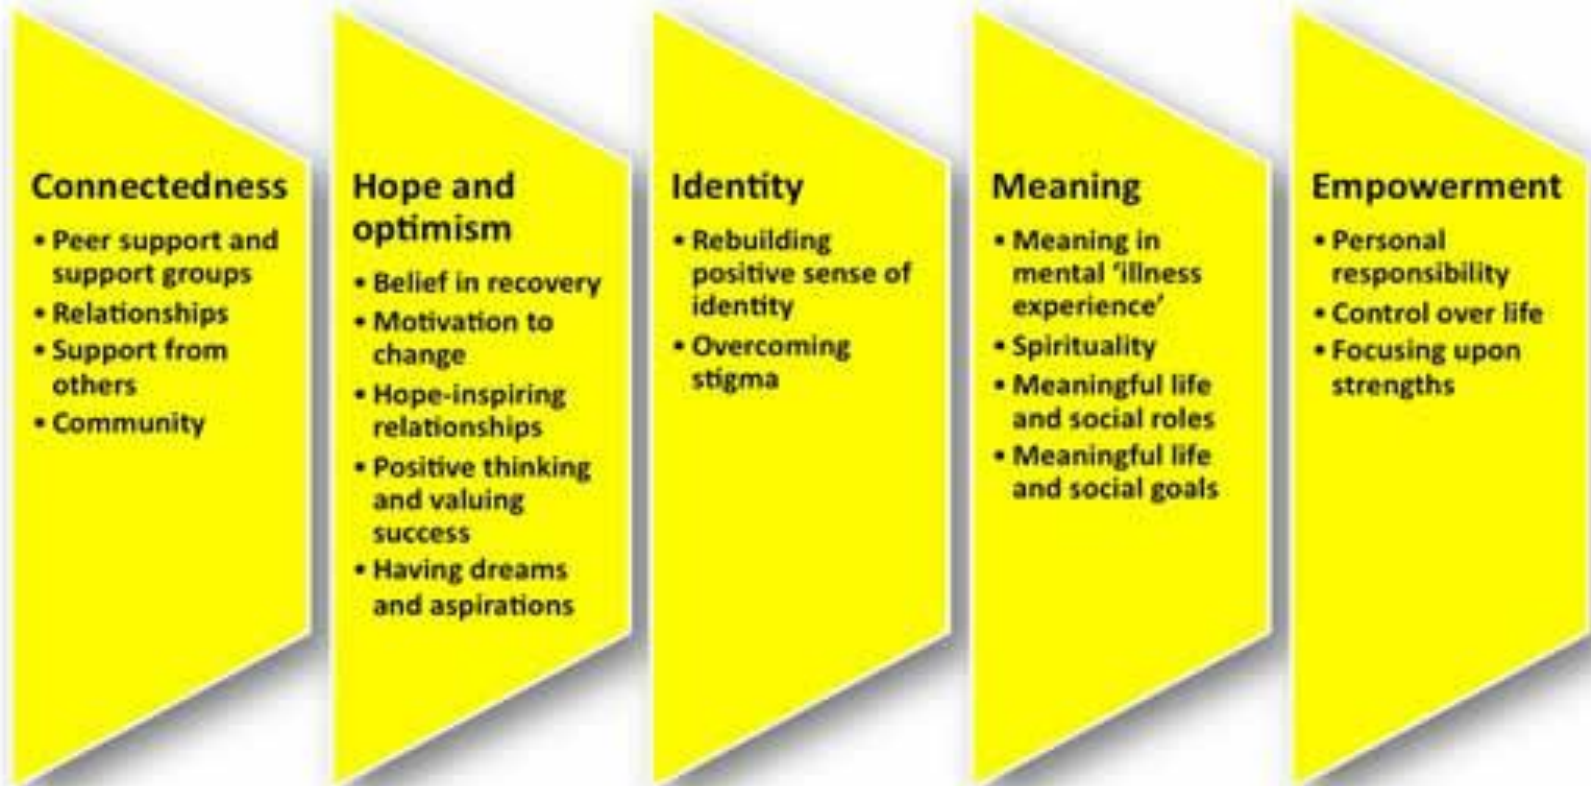 Connectedness
• Peer support and
support groups
• Relationships
• Support from
others
• Community
Hope and
optimism
• Belief in recovery
• Motivation to
change
• Hope-inspiring
relationships
• Positive thinking
and valuing
success
• Having dreams
and aspirations
Identity
• Rebuilding
positive sense of
identity
• Overcoming
stigma
Meaning
• Meaning in
mental ‘illness
experience’
• Spirituality
• Meaningful life
and social roles
• Meaningful life
and social goals
Empowerment
• Personal
responsibility
• Control over life
• Focusing upon
strengths